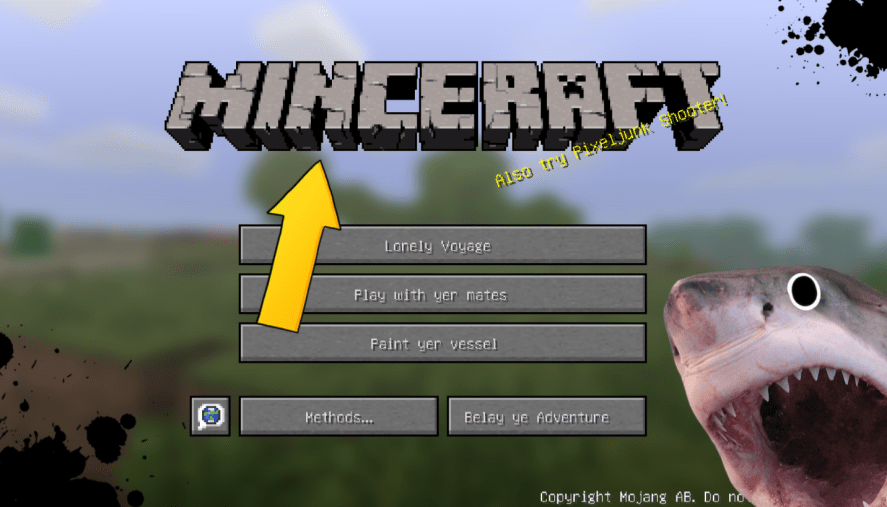 MINCERAFT
Also try Pixeljunk Shooter!
Lonely Voyage
Play with yer mates
Paint yer vessel
Methods...
Belay ye Adventure
Copyright Mojang AB. Do no